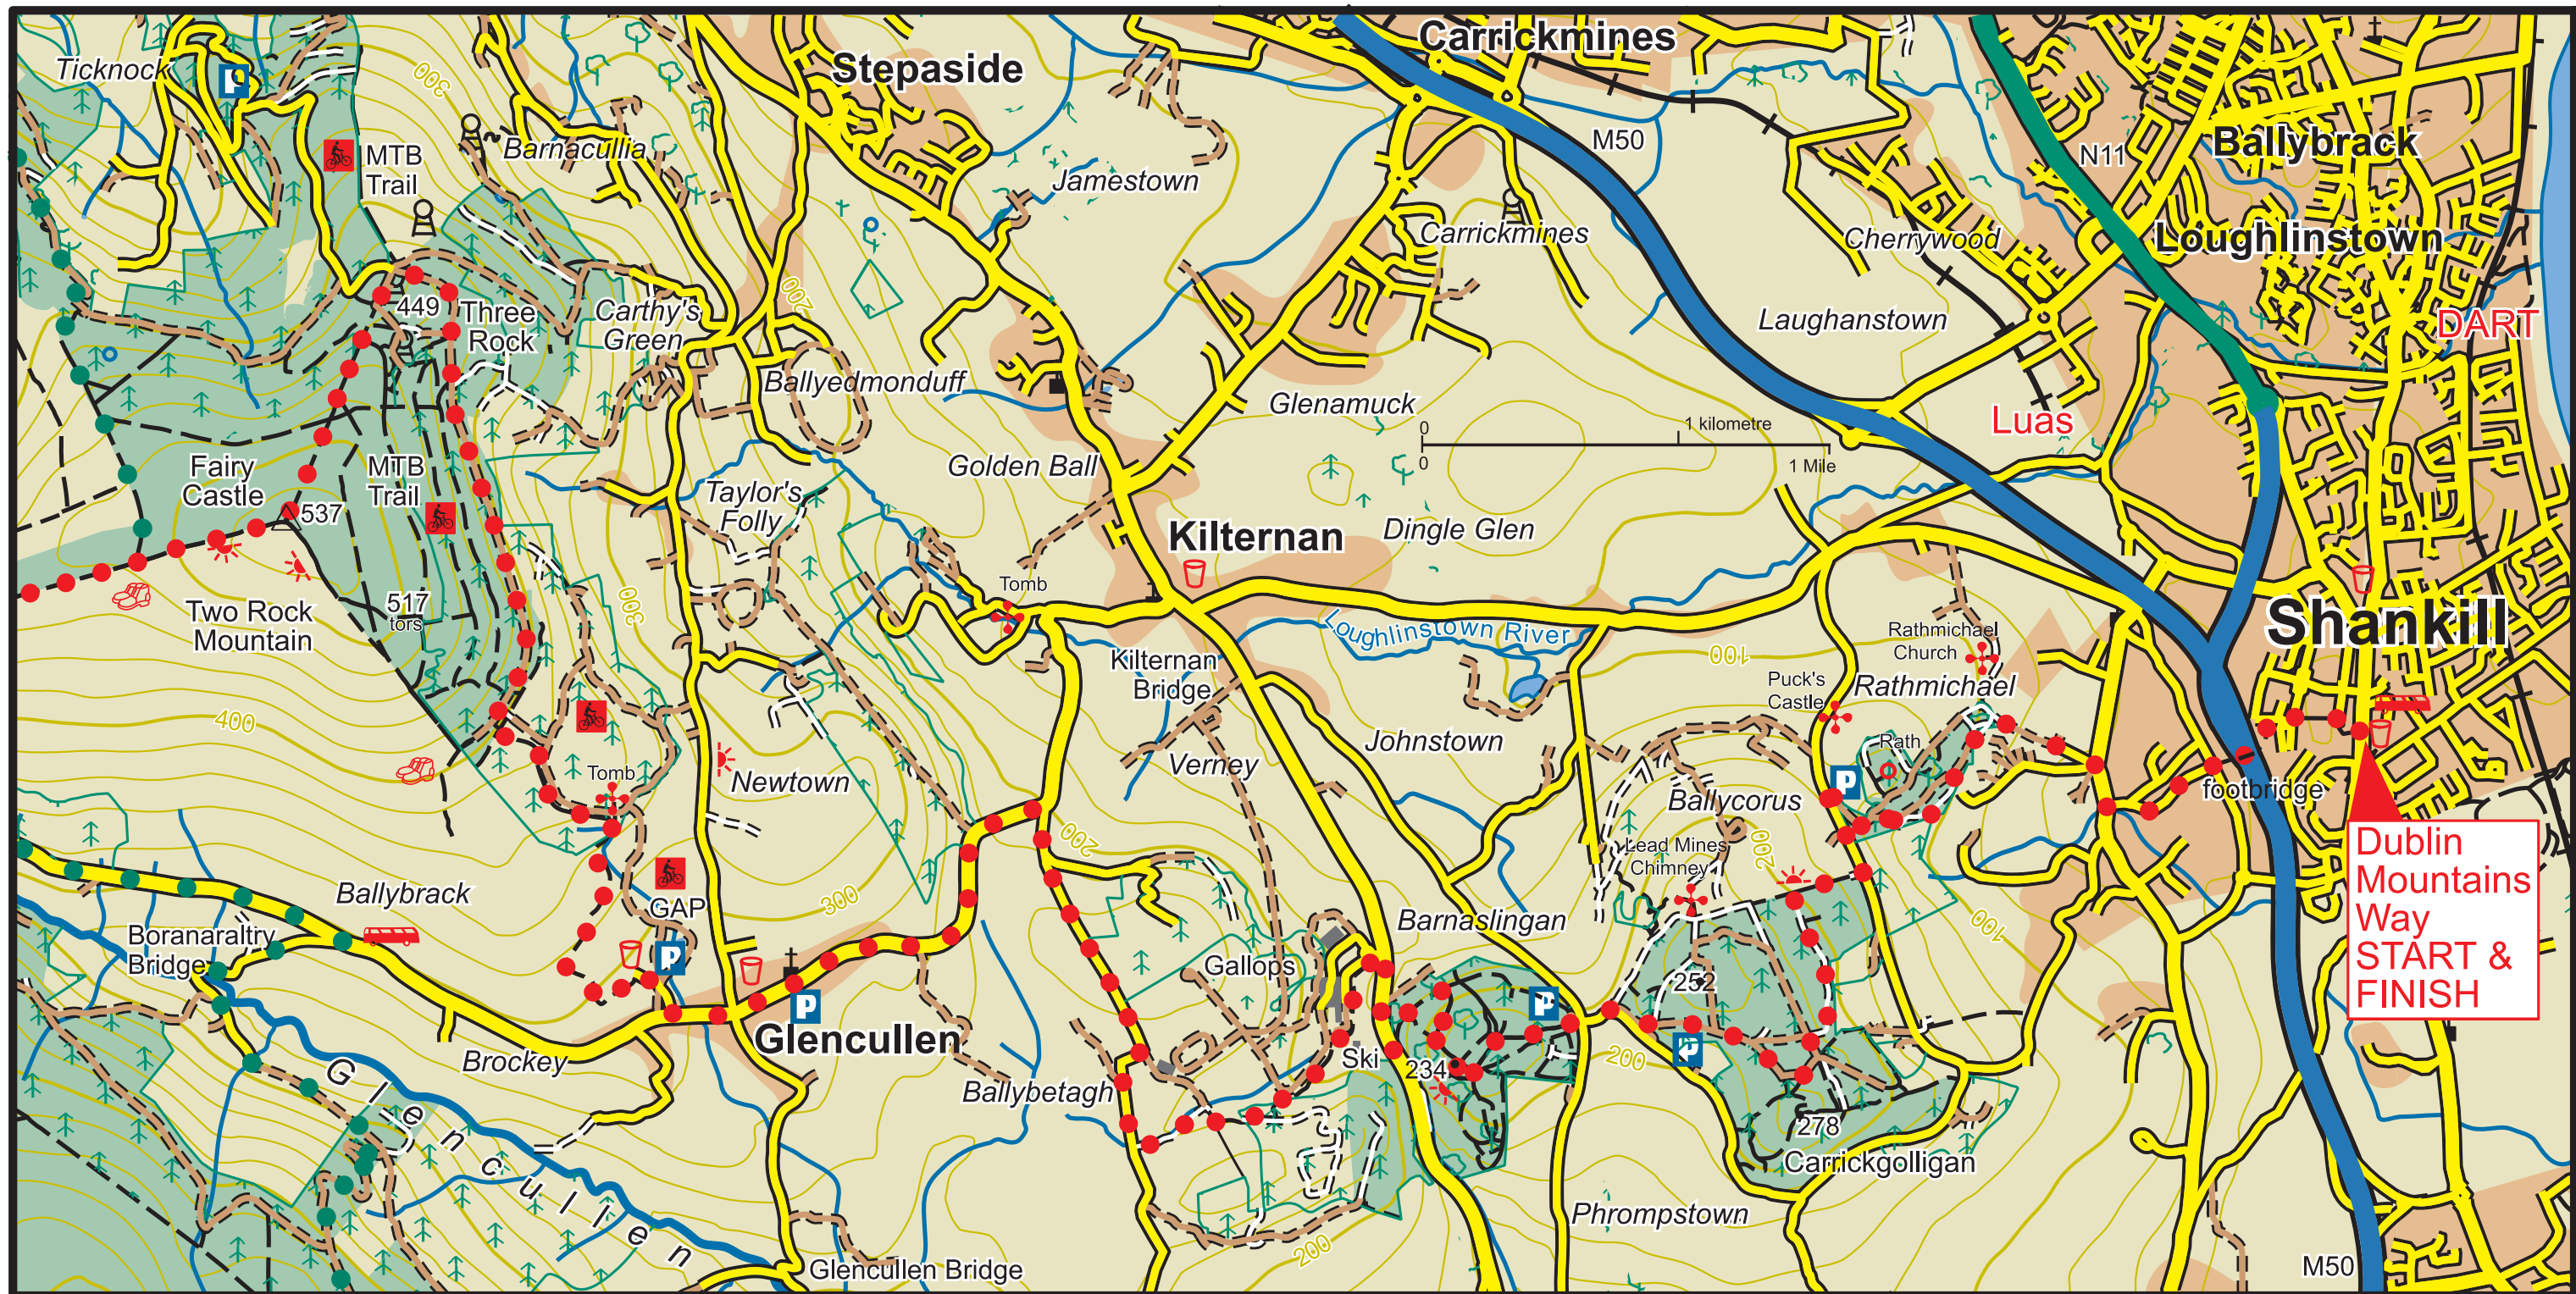 Carrickmines
Stepaside
Ticknock
300
P
Barnacullia
MTB
Trail
M50
N11
Ballybrack
Jamestown
Carrickmines
Cherrywood
Loughlinstown
449
Three
Rock
Carthy's
Green
200
Laughanstown
DART
Ballyedmonduff
Glenamuck
0
1 kilometre
0
1 Mile
Luas
Fairy
Castle
537
MTB
Trail
Taylor's
Folly
Golden Ball
Kilternan
Dingle Glen
Two Rock
Mountain
517
tors
300
Tomb
Loughlinstown River
Kilternan
Bridge
100
Rathmichael
Church
Puck's
Castle
Rathmichael
Shankill
400
Newtown
Verney
Johnstown
Rath
P
footbridge
Tomb
Ballycorus
Lead Mines
Chimney
200
200
Dublin
Mountains
Way
START &
FINISH
Ballybrack
GAP
P
300
Boranaraltry
Bridge
Barnaslingan
Gallops
252
100
P
P
Glencullen
Brockey
Ski
234
200
P
Ballybetagh
Glencullen
278
Carrickgolligan
Phrompstown
200
Glencullen Bridge
M50